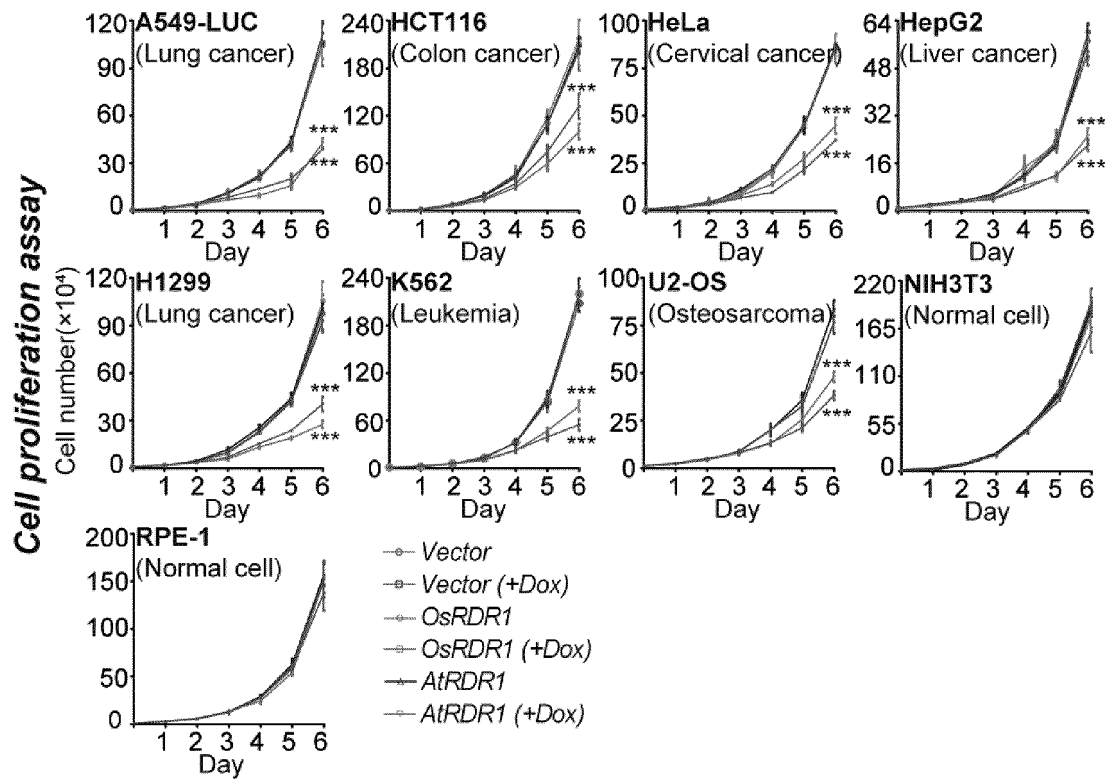 Cell proliferation assay
Cell number(×10⁴)
A549-LUC
(Lung cancer)
120
90
60
30
0
***
***
1 2 3 4 5 6
Day
HCT116
(Colon cancer)
240
180
120
60
0
***
***
1 2 3 4 5 6
Day
HeLa
(Cervical cancer)
100
75
50
25
0
***
***
1 2 3 4 5 6
Day
HepG2
(Liver cancer)
64
48
32
16
0
***
***
1 2 3 4 5 6
Day
H1299
(Lung cancer)
120
90
60
30
0
***
***
1 2 3 4 5 6
Day
K562
(Leukemia)
240
180
120
60
0
***
***
1 2 3 4 5 6
Day
U2-OS
(Osteosarcoma)
100
75
50
25
0
***
***
1 2 3 4 5 6
Day
NIH3T3
(Normal cell)
220
165
110
55
0
1 2 3 4 5 6
Day
RPE-1
(Normal cell)
200
150
100
50
0
1 2 3 4 5 6
Day
Vector
Vector (+Dox)
OsRDR1
OsRDR1 (+Dox)
AtRDR1
AtRDR1 (+Dox)